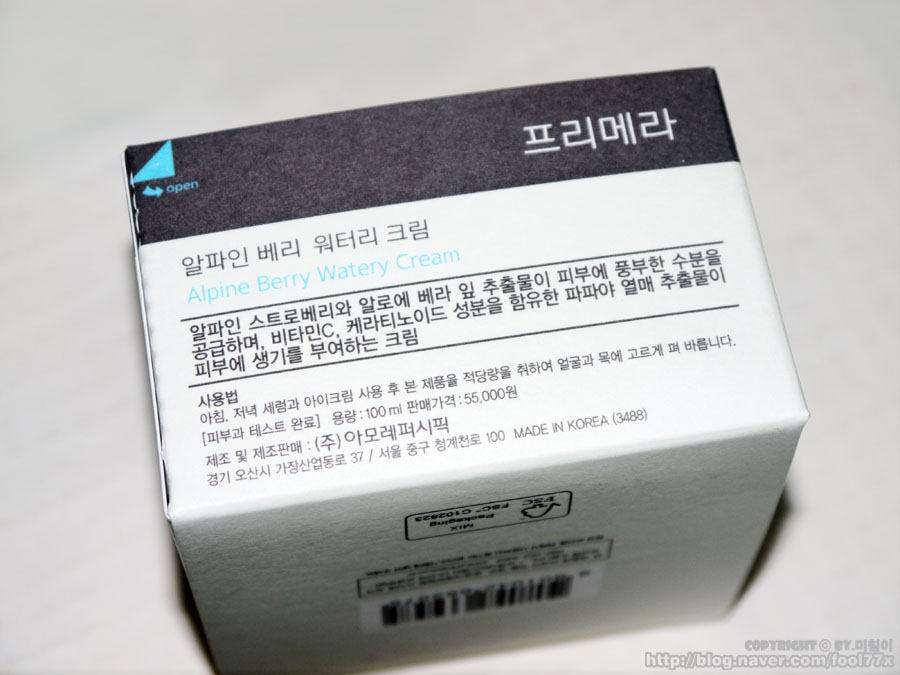 프리메라
open
알파인 베리 워터리 크림
Alpine Berry Watery Cream
알파인 스트로베리와 알로에 베라 잎 추출물이 피부에 풍부한 수분을
공급하며, 비타민C, 케라티노이드 성분을 함유한 파파야 열매 추출물이
피부에 생기를 부여하는 크림
사용법
아침, 저녁 세럼과 아이크림 사용 후 본 제품을 적당량을 취하여 얼굴과 목에 고르게 펴 바릅니다.
[피부과 테스트 완료] 용량 : 100 ml 판매가격 : 55,000원
제조 및 제조판매 : (주)아모레퍼시픽
경기 오산시 가장산업동로 37 / 서울 중구 청계천로 100 MADE IN KOREA (3488)
FSC
FSC™ C102823
MIX
Packaging
COPYRIGHT © BY.미힐이
http://blog.naver.com/fool77x